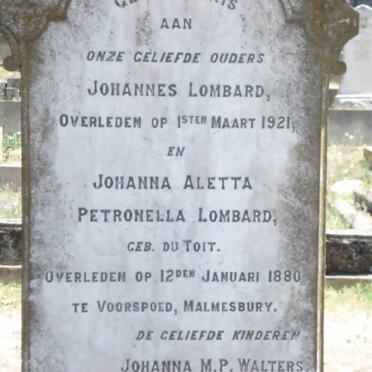 AAN
ONZE GELIEFDE OUDERS
JOHANNES LOMBARD,
OVERLEDEN OP 1STEN MAART 1921,
EN
JOHANNA ALETTA
PETRONELLA LOMBARD,
GEB. DU TOIT.
OVERLEDEN OP 12DEN JANUARI 1880
TE VOORSPOED, MALMESBURY.
DE GELIEFDE KINDEREN
JOHANNA M.P. WALTERS.